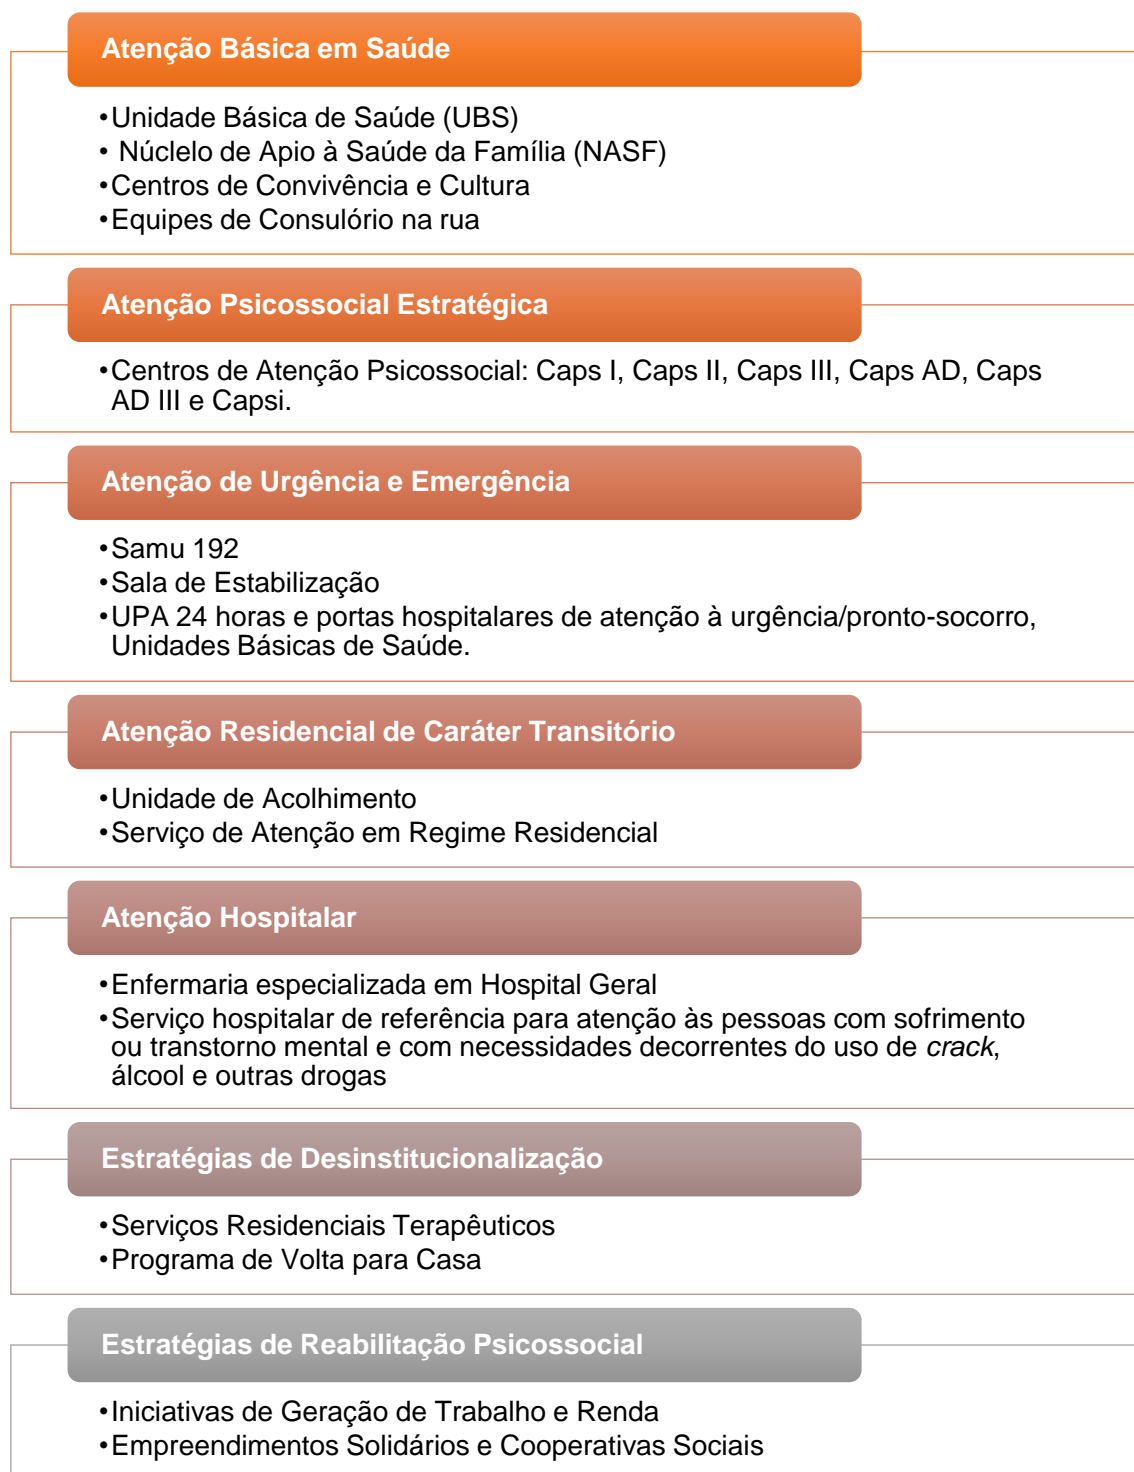 Atenção Básica em Saúde
•Unidade Básica de Saúde (UBS)
• Núclelo de Apio à Saúde da Família (NASF)
•Centros de Convivência e Cultura
•Equipes de Consulório na rua
Atenção Psicossocial Estratégica
•Centros de Atenção Psicossocial: Caps I, Caps II, Caps III, Caps AD, Caps
AD III e Capsi.
Atenção de Urgência e Emergência
•Samu 192
•Sala de Estabilização
•UPA 24 horas e portas hospitalares de atenção à urgência/pronto-socorro,
Unidades Básicas de Saúde.
Atenção Residencial de Caráter Transitório
•Unidade de Acolhimento
•Serviço de Atenção em Regime Residencial
Atenção Hospitalar
•Enfermaria especializada em Hospital Geral
•Serviço hospitalar de referência para atenção às pessoas com sofrimento
ou transtorno mental e com necessidades decorrentes do uso de crack,
álcool e outras drogas
Estratégias de Desinstitucionalização
•Serviços Residenciais Terapêuticos
•Programa de Volta para Casa
Estratégias de Reabilitação Psicossocial
•Iniciativas de Geração de Trabalho e Renda
•Empreendimentos Solidários e Cooperativas Sociais